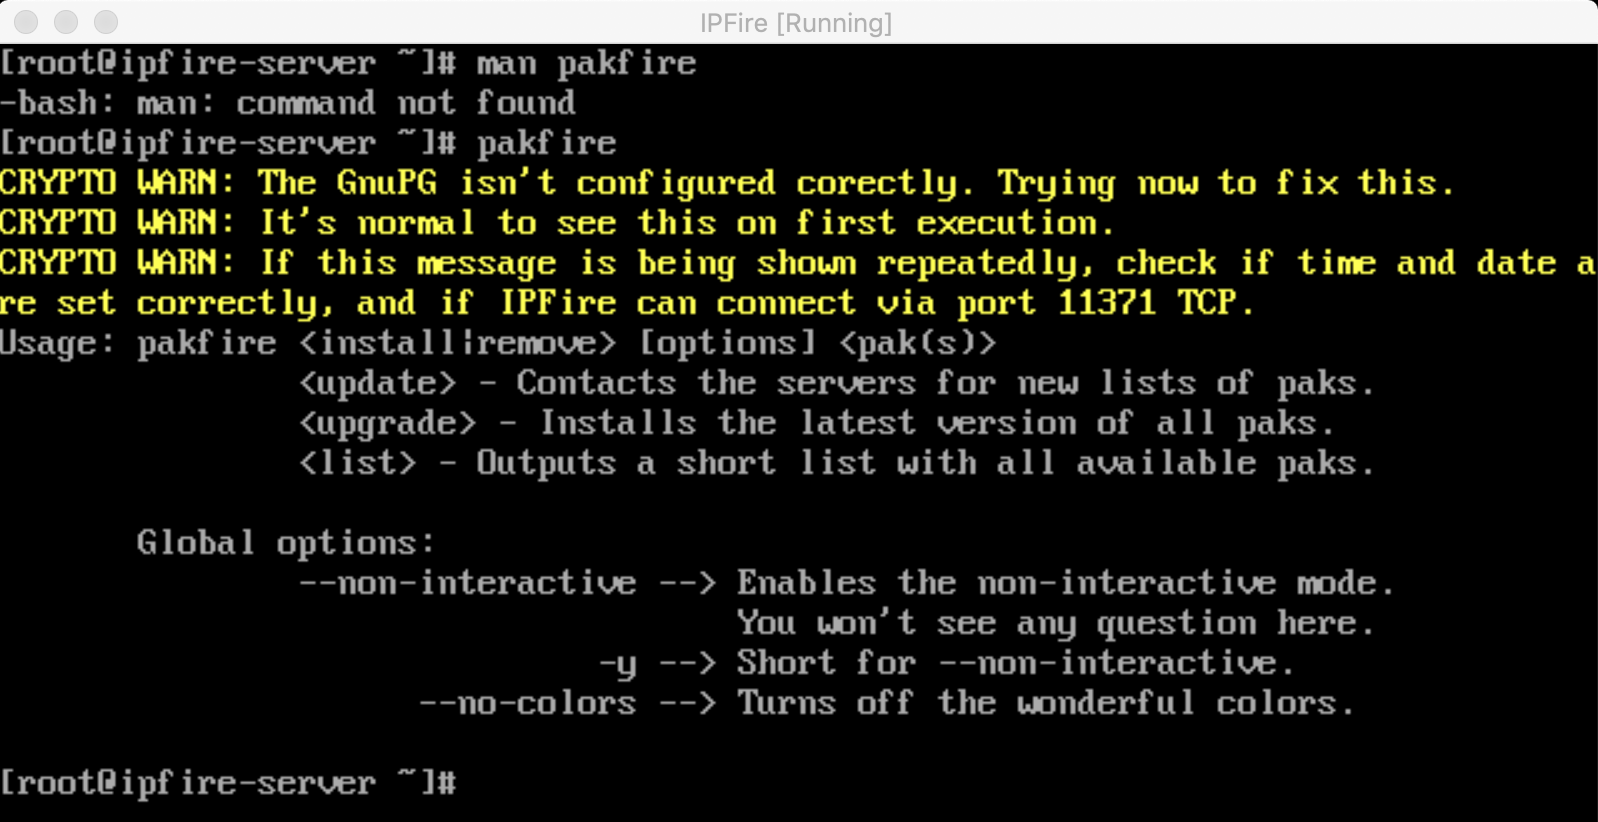 IPFire [Running]
[root@ipfire-server ~]# man pakfire
-bash: man: command not found
[root@ipfire-server ~]# pakfire
CRYPTO WARN: The GnuPG isn't configured corectly. Trying now to fix this.
CRYPTO WARN: It's normal to see this on first execution.
CRYPTO WARN: If this message is being shown repeatedly, check if time and date a
re set correctly, and if IPFire can connect via port 11371 TCP.
Usage: pakfire <install|remove> [options] <pak(s)>
<update> - Contacts the servers for new lists of paks.
<upgrade> - Installs the latest version of all paks.
<list> - Outputs a short list with all available paks.
Global options:
--non-interactive --> Enables the non-interactive mode.
You won't see any question here.
-y --> Short for --non-interactive.
--no-colors --> Turns off the wonderful colors.
[root@ipfire-server ~]#